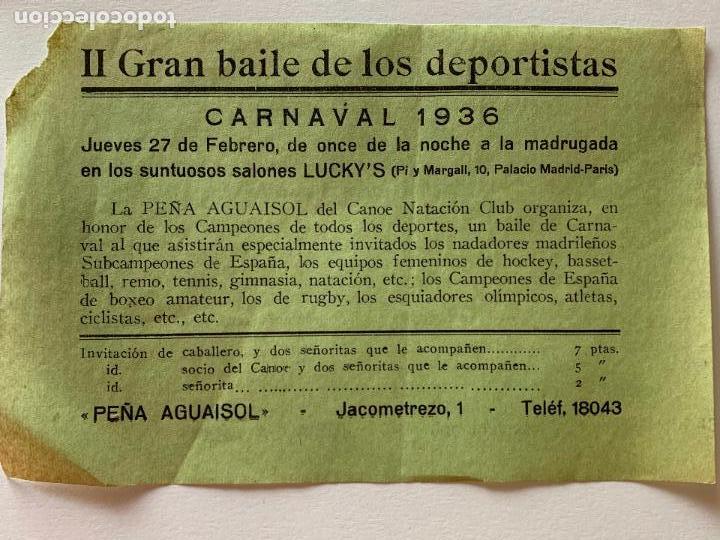 todocoleccion.net
II Gran baile de los deportistas
CARNAVAL 1936
Jueves 27 de Febrero, de once de la noche a la madrugada
en los suntuosos salones LUCKY'S (Pi y Margall, 10, Palacio Madrid-Paris)
La PEÑA AGUAISOL del Canoe Natación Club organiza, en
honor de los Campeones de todos los deportes, un baile de Carna-
val al que asistirán especialmente invitados los nadadores madrileños
Subcampeones de España, los equipos femeninos de hockey, basset-
ball, remo, tennis, gimnasia, natación, etc.; los Campeones de España
de boxeo amateur, los de rugby, los esquiadores olímpicos, atletas,
ciclistas, etc., etc.
Invitación de caballero, y dos señoritas que le acompañen............ 7 ptas.
id. socio del Canoe y dos señoritas que le acompañen... 5 "
id. señorita... ...... ............ ............ ............ ............ 2 "
«PEÑA AGUAISOL» - Jacometrezo, 1 - Teléf, 18043